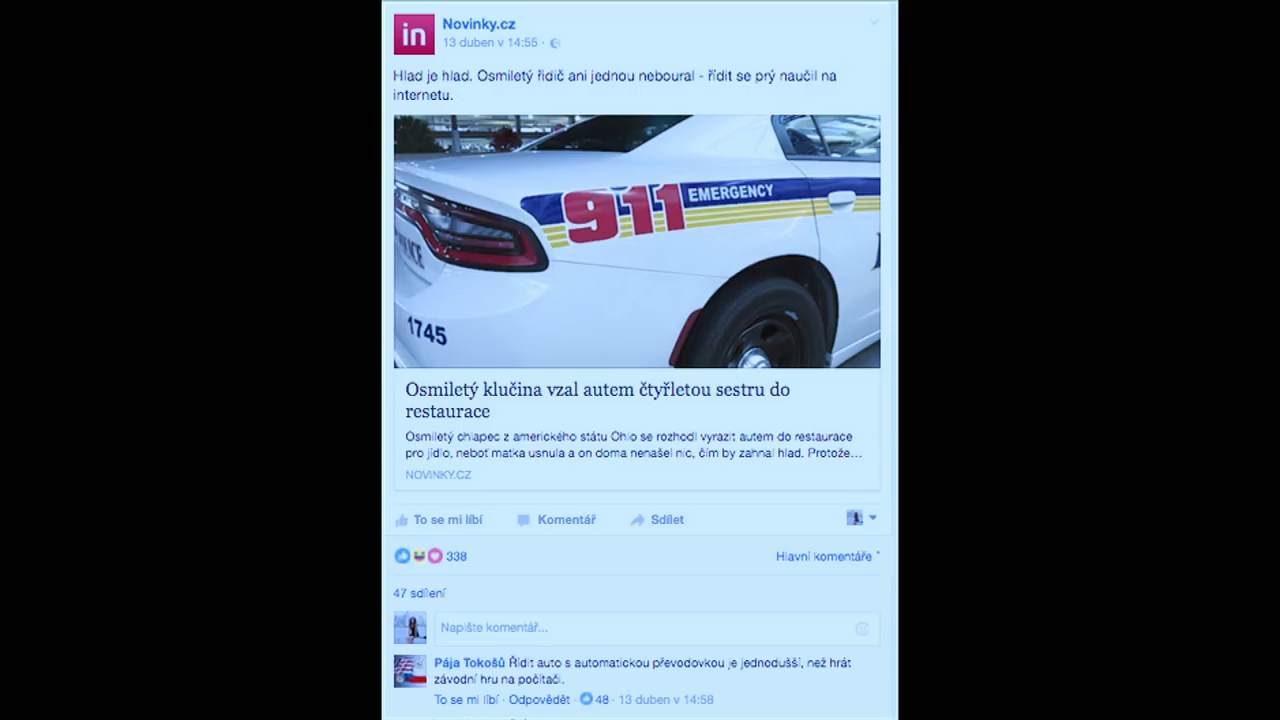 in
Novinky.cz
13 duben v 14:55 ·
Hlad je hlad. Osmiletý řidič ani jednou neboural - řídit se prý naučil na
internetu.
911 EMERGENCY
1745
Osmiletý klučina vzal autem čtyřletou sestru do
restaurace
Osmiletý chlapec z amerického státu Ohio se rozhodl vyrazit autem do restaurace
pro jídlo, neboť matka usnula a on doma nenašel nic, čím by zahnal hlad. Protože...
NOVINKY.CZ
To se mi líbí Komentář Sdílet
338 Hlavní komentáře
47 sdílení
Napište komentář...
Pája Tokošů Řídit auto s automatickou převodovkou je jednodušší, než hrát
závodní hru na počítači.
To se mi líbí · Odpovědět · 48 · 13 duben v 14:58